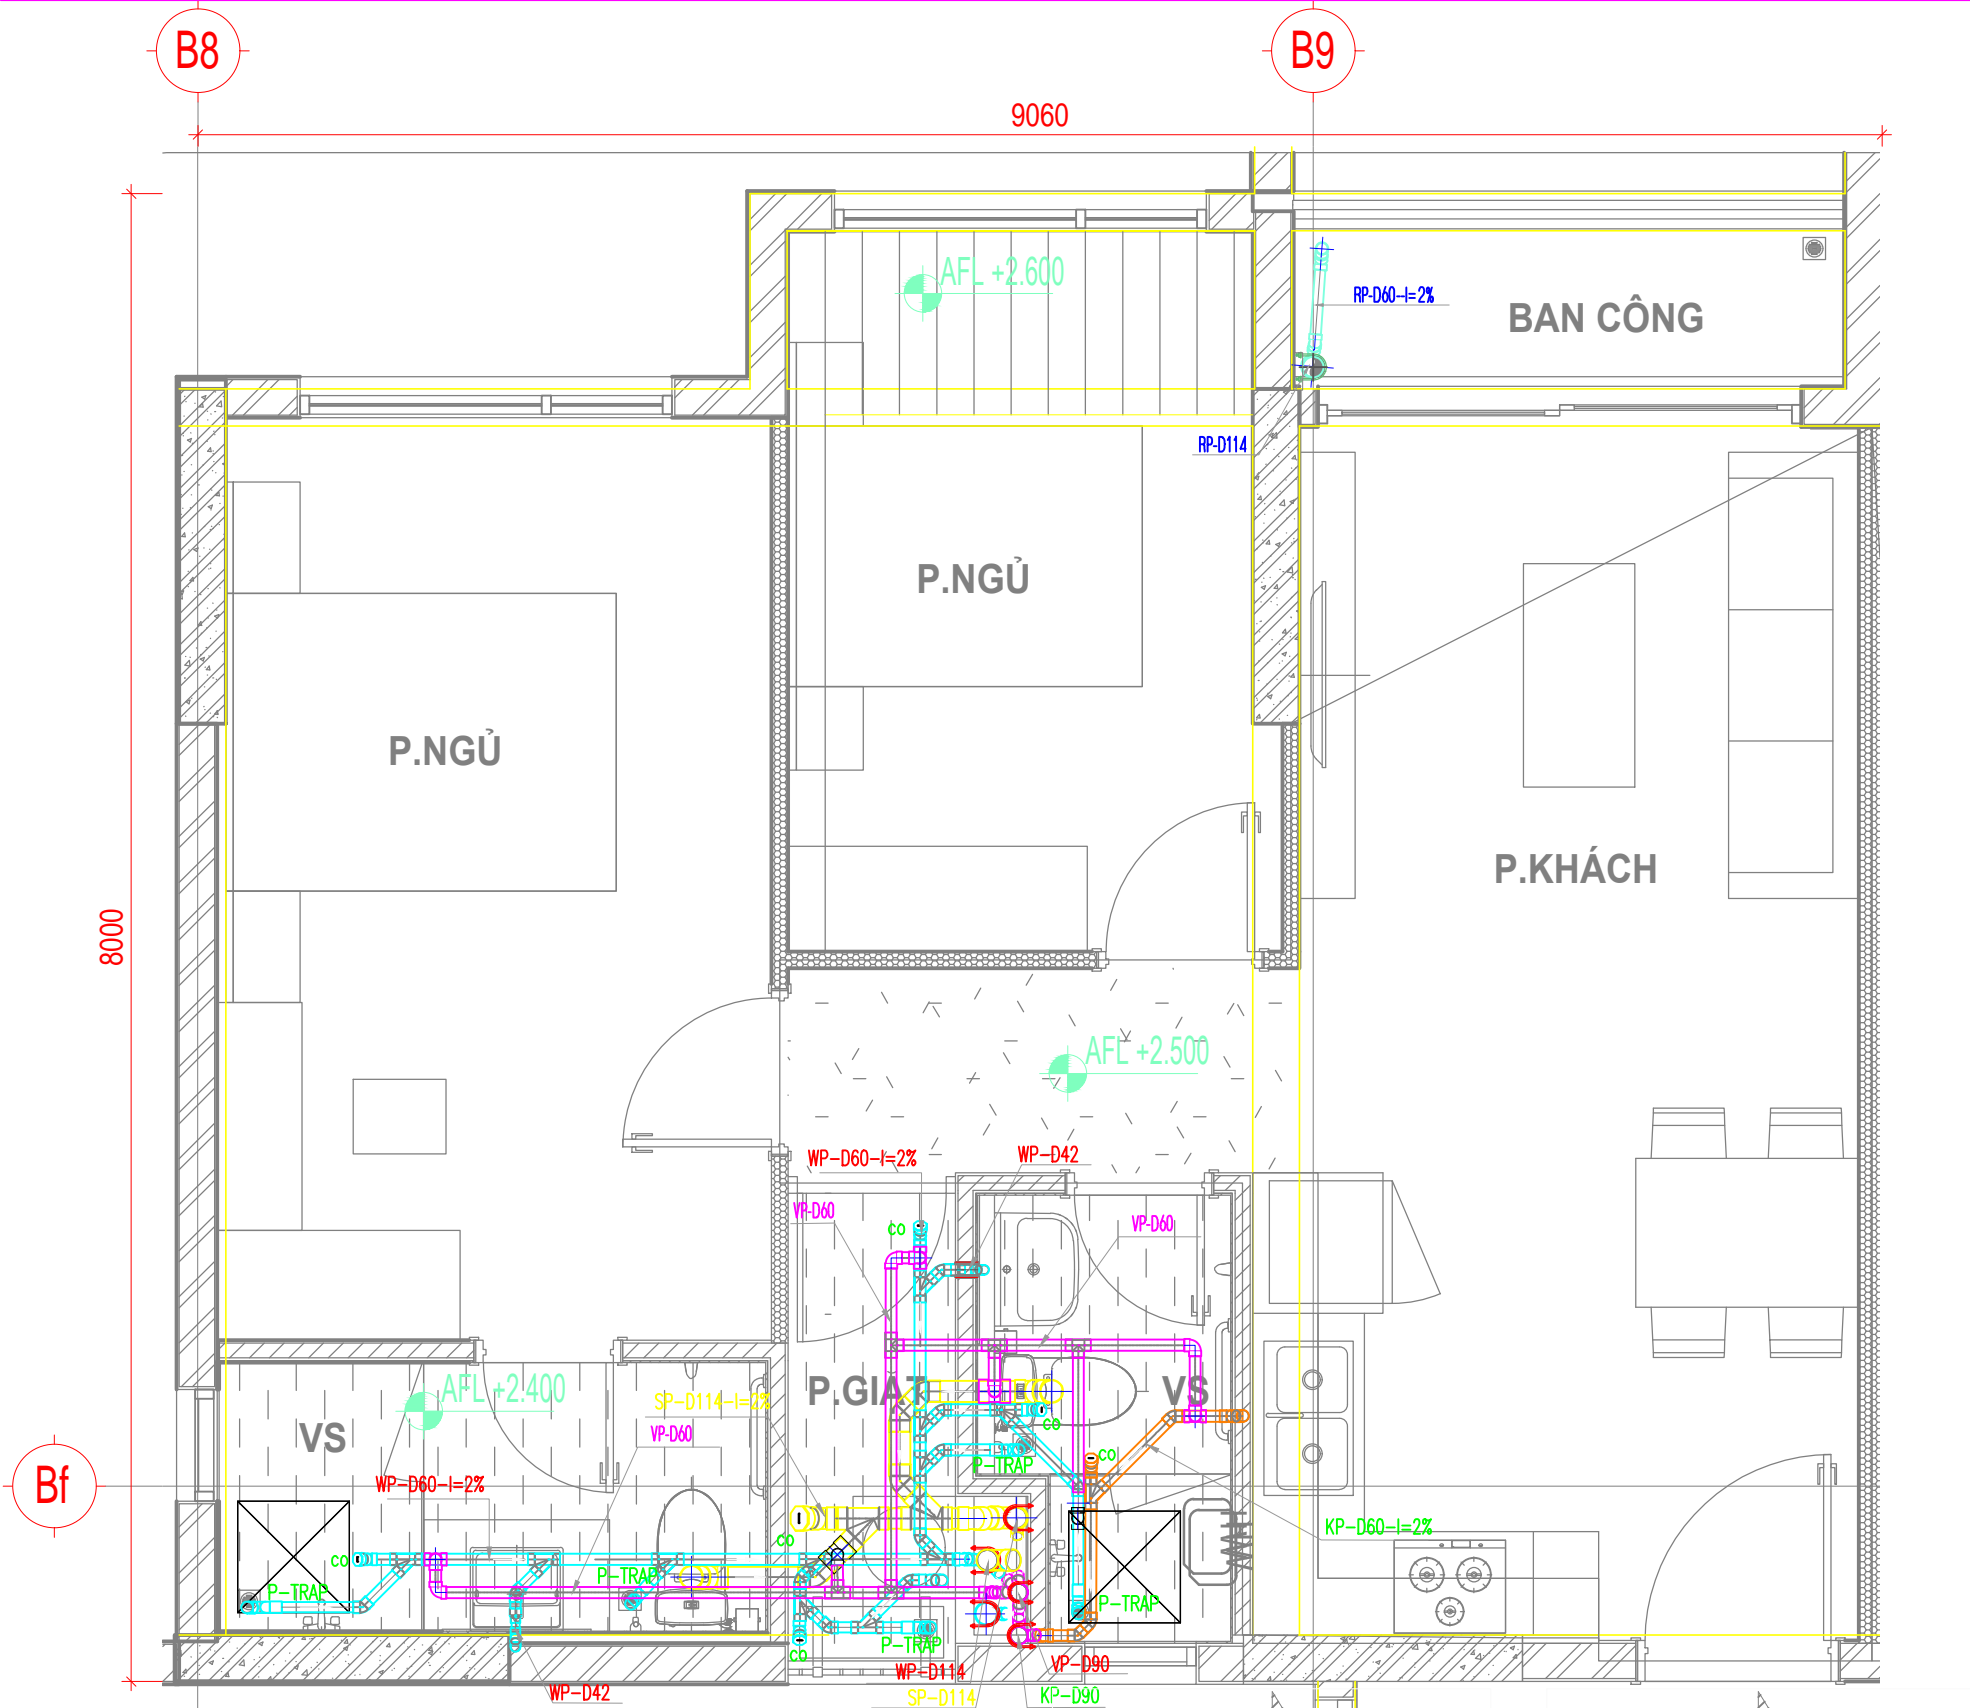 B8
B9
9060
AFL +2.600
RP-D60-I=2%
BAN CÔNG
RP-D114
P.NGỦ
P.NGỦ
P.KHÁCH
8000
AFL +2.500
WP-D60-I=2%
WP-D42
VP-D60
co
VP-D60
AFL +2.400
SP-D114-I=2%
P.GIẶT
VS
VS
VP-D60
co
co
P-TRAP
WP-D60-I=2%
Bf
KP-D60-I=2%
co
co
P-TRAP
P-TRAP
P-TRAP
P-TRAP
co
WP-D114
VP-D90
WP-D42
SP-D114
KP-D90